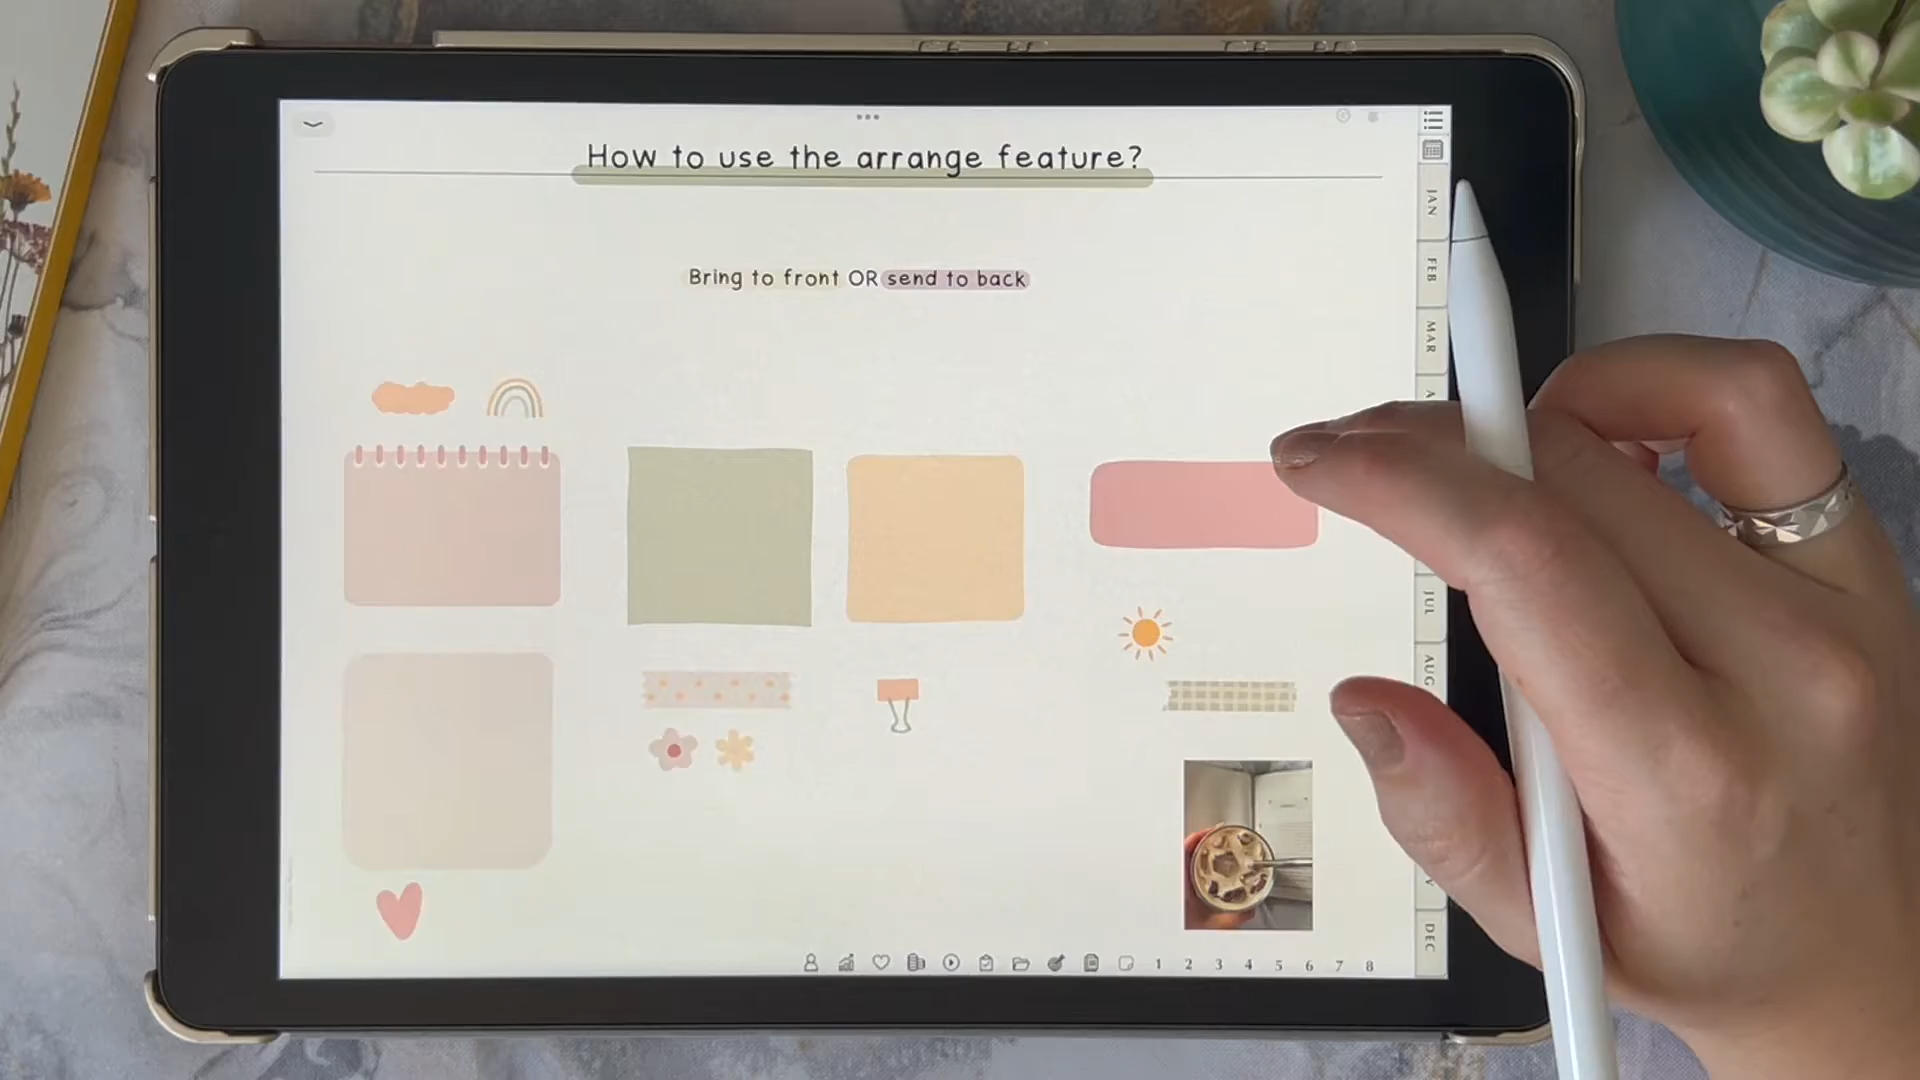 How to use the arrange feature?
Bring to front OR send to back
JAN
FEB
MAR
A
JUL
AUG
V
DEC
1 2 3 4 5 6 7 8